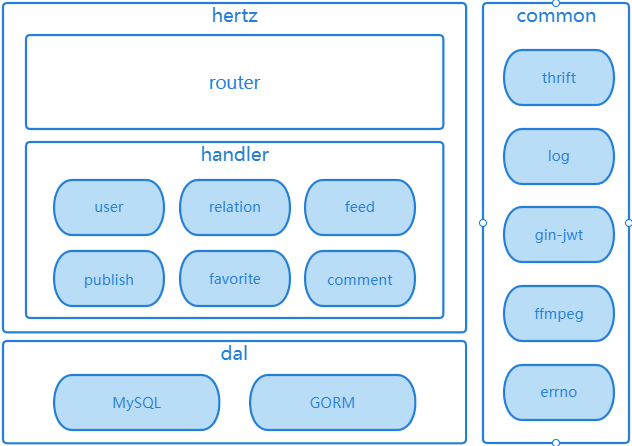 hertz
router
handler
user
relation
feed
publish
favorite
comment
dal
MySQL
GORM
common
thrift
log
gin-jwt
ffmpeg
errno